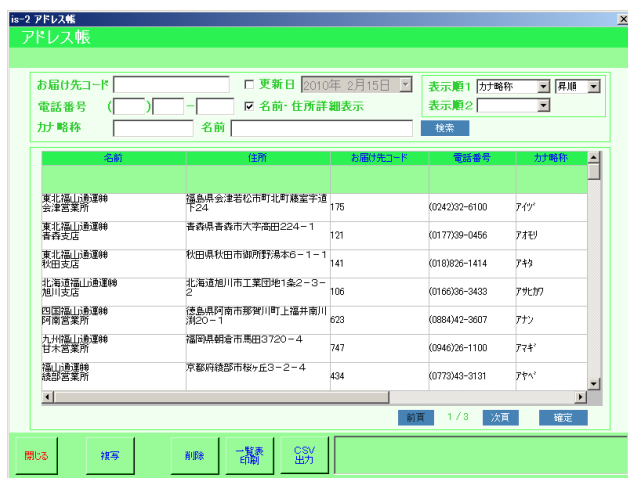 is-2 アドレス帳
アドレス帳
お届け先コード □ 更新日 2010年 2月15日 表示順1 カナ略称 昇順
電話番号 ( ) - ☑ 名前・住所詳細表示 表示順2
カナ略称 名前 検索
名前 住所 お届け先コード 電話番号 カナ略称
東北福山通運㈱ 福島県会津若松市町北町藤室字道
会津営業所 下24 175 (0242)32-6100 アイヅ
東北福山通運㈱ 青森県青森市大字高田224-1
青森支店 121 (0177)39-0456 アオモリ
東北福山通運㈱ 秋田県秋田市御所野湯本6-1-1
秋田支店 141 (018)826-1414 アキタ
北海道福山通運㈱ 北海道旭川市工業団地1条2-3-
旭川支店 2 106 (0166)36-3433 アサヒカワ
四国福山通運㈱ 徳島県阿南市那賀川町上福井南川
阿南営業所 渕20-1 623 (0884)42-3607 アナン
九州福山通運㈱ 福岡県朝倉市馬田3720-4
甘木営業所 747 (0946)26-1100 アマギ
福山通運㈱ 京都府綾部市桜ヶ丘3-2-4
綾部営業所 434 (0773)43-3131 アヤベ
前頁 1/3 次頁 確定
閉じる 複写 削除 一覧表 CSV
印刷 出力